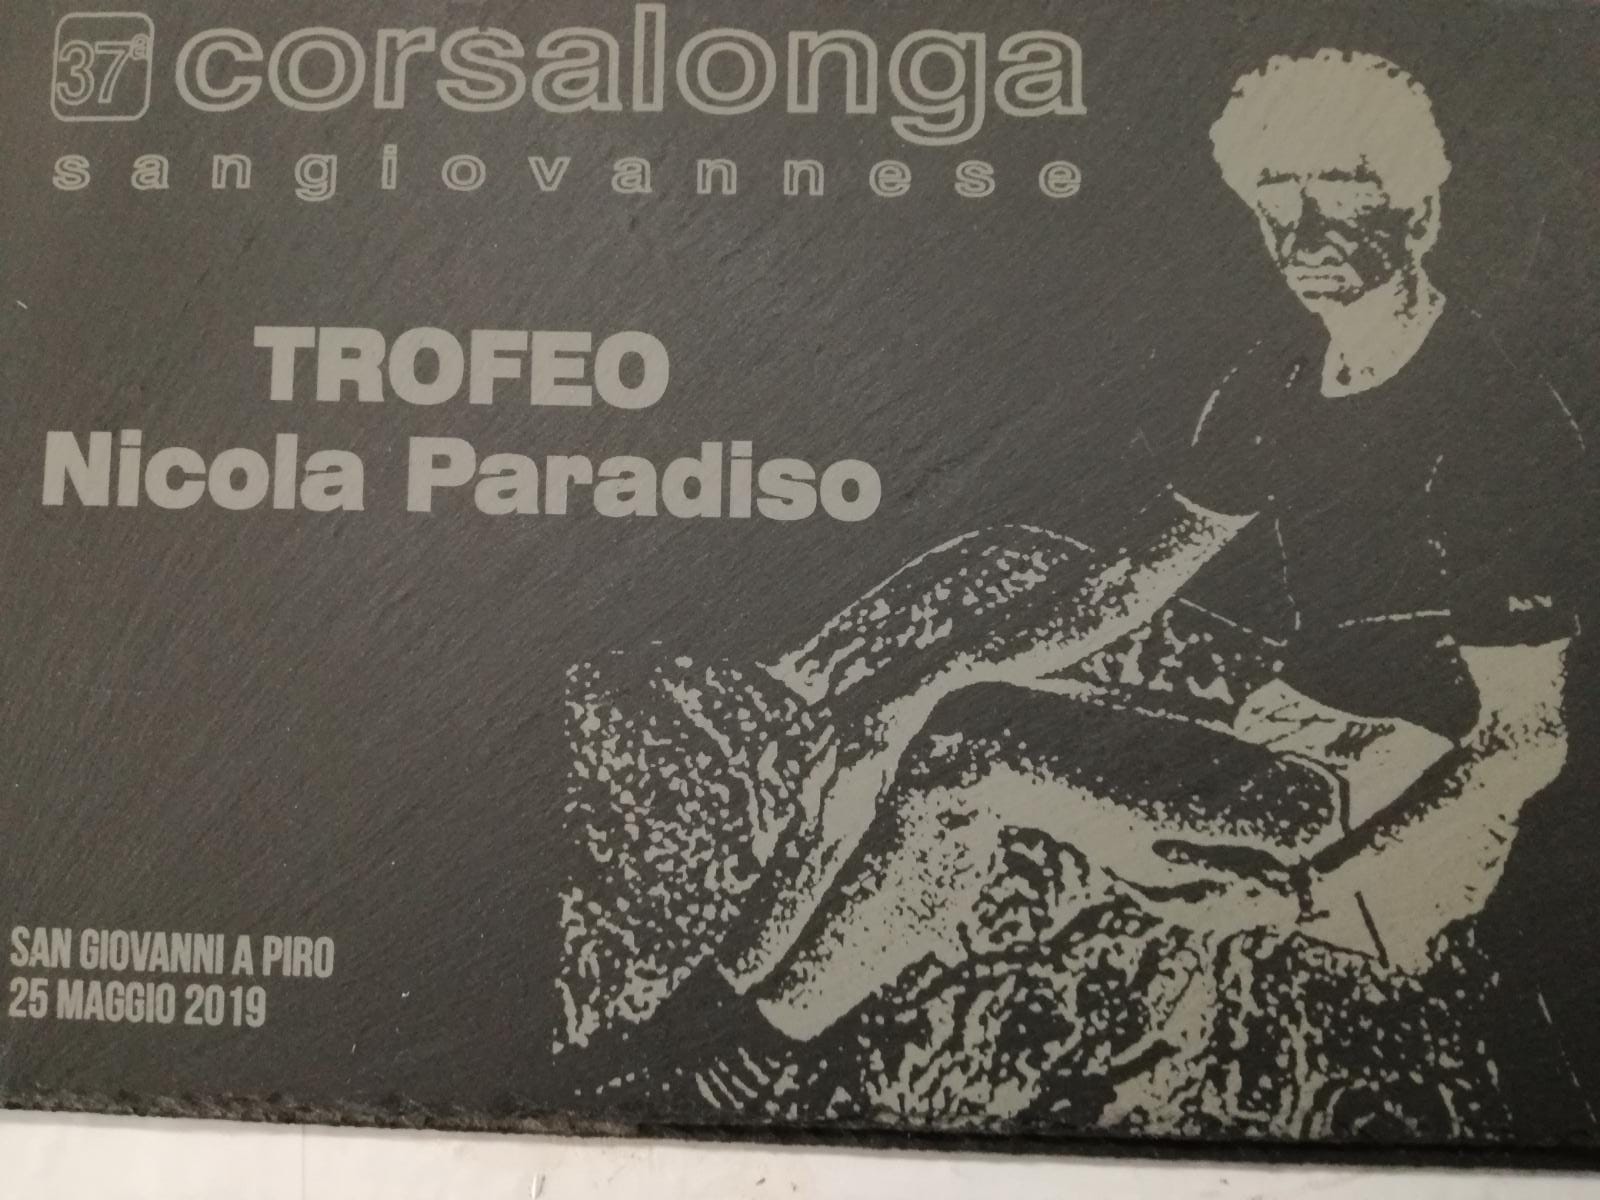 37ª corsalonga
sangiovannese
TROFEO
Nicola Paradiso
SAN GIOVANNI A PIRO
25 MAGGIO 2019